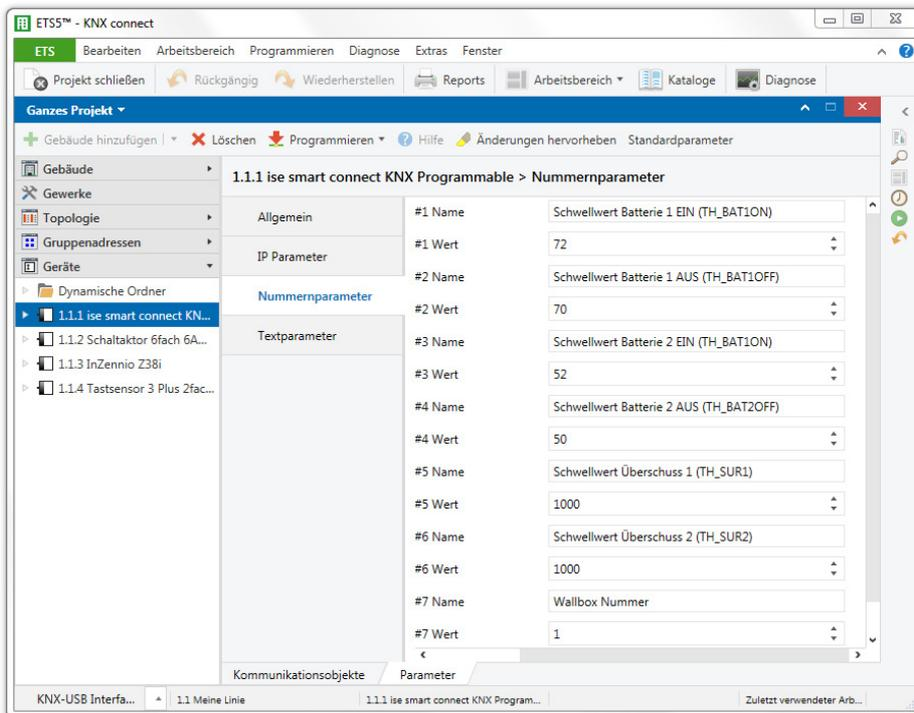 ETS5™ - KNX connect
ETS Bearbeiten Arbeitsbereich Programmieren Diagnose Extras Fenster
Projekt schließen Rückgängig Wiederherstellen Reports Arbeitsbereich Kataloge Diagnose
Ganzes Projekt
Gebäude hinzufügen Löschen Programmieren Hilfe Änderungen hervorheben Standardparameter
Gebäude
Gewerke
Topologie
Gruppenadressen
Geräte
Dynamische Ordner
1.1.1 ise smart connect KN...
1.1.2 Schaltaktor 6fach 6A...
1.1.3 InZennio Z38i
1.1.4 Tastsensor 3 Plus 2fac...
1.1.1 ise smart connect KNX Programmable > Nummernparameter
Allgemein
IP Parameter
Nummernparameter
Textparameter
#1 Name Schwellwert Batterie 1 EIN (TH_BAT1ON)
#1 Wert 72
#2 Name Schwellwert Batterie 1 AUS (TH_BAT1OFF)
#2 Wert 70
#3 Name Schwellwert Batterie 2 EIN (TH_BAT1ON)
#3 Wert 52
#4 Name Schwellwert Batterie 2 AUS (TH_BAT2OFF)
#4 Wert 50
#5 Name Schwellwert Überschuss 1 (TH_SUR1)
#5 Wert 1000
#6 Name Schwellwert Überschuss 2 (TH_SUR2)
#6 Wert 1000
#7 Name Wallbox Nummer
#7 Wert 1
Kommunikationsobjekte Parameter
KNX-USB Interfa... 1.1 Meine Linie 1.1.1 ise smart connect KNX Program... Zuletzt verwendeter Arb...